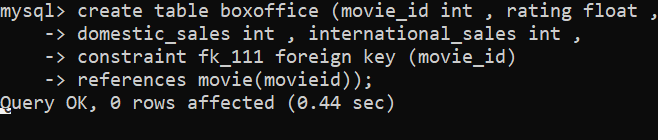 mysql> create table boxoffice (movie_id int , rating float ,
    -> domestic_sales int , international_sales int ,
    -> constraint fk_111 foreign key (movie_id)
    -> references movie(movieid));
Query OK, 0 rows affected (0.44 sec)